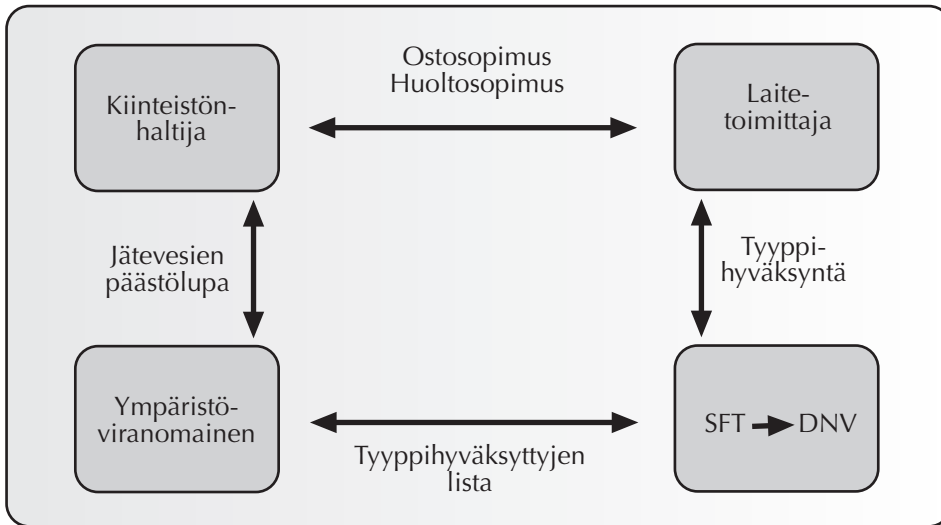 Ostosopimus
Huoltosopimus
Kiinteistön-
haltija
Laite-
toimittaja
Jätevesien
päästölupa
Tyyppi-
hyväksyntä
Ympäristö-
viranomainen
SFT DNV
Tyyppihyväksyttyjen
lista